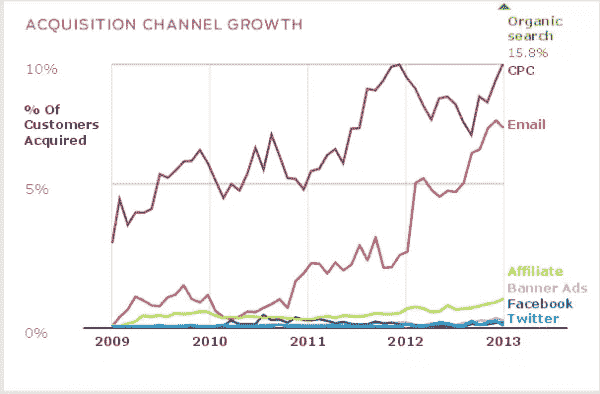 ACQUISITION CHANNEL GROWTH
Organic
search
15.8%
10%
CPC
% Of
Customers
Acquired
Email
5%
Affiliate
Banner Ads
Facebook
Twitter
0%
2009 2010 2011 2012 2013